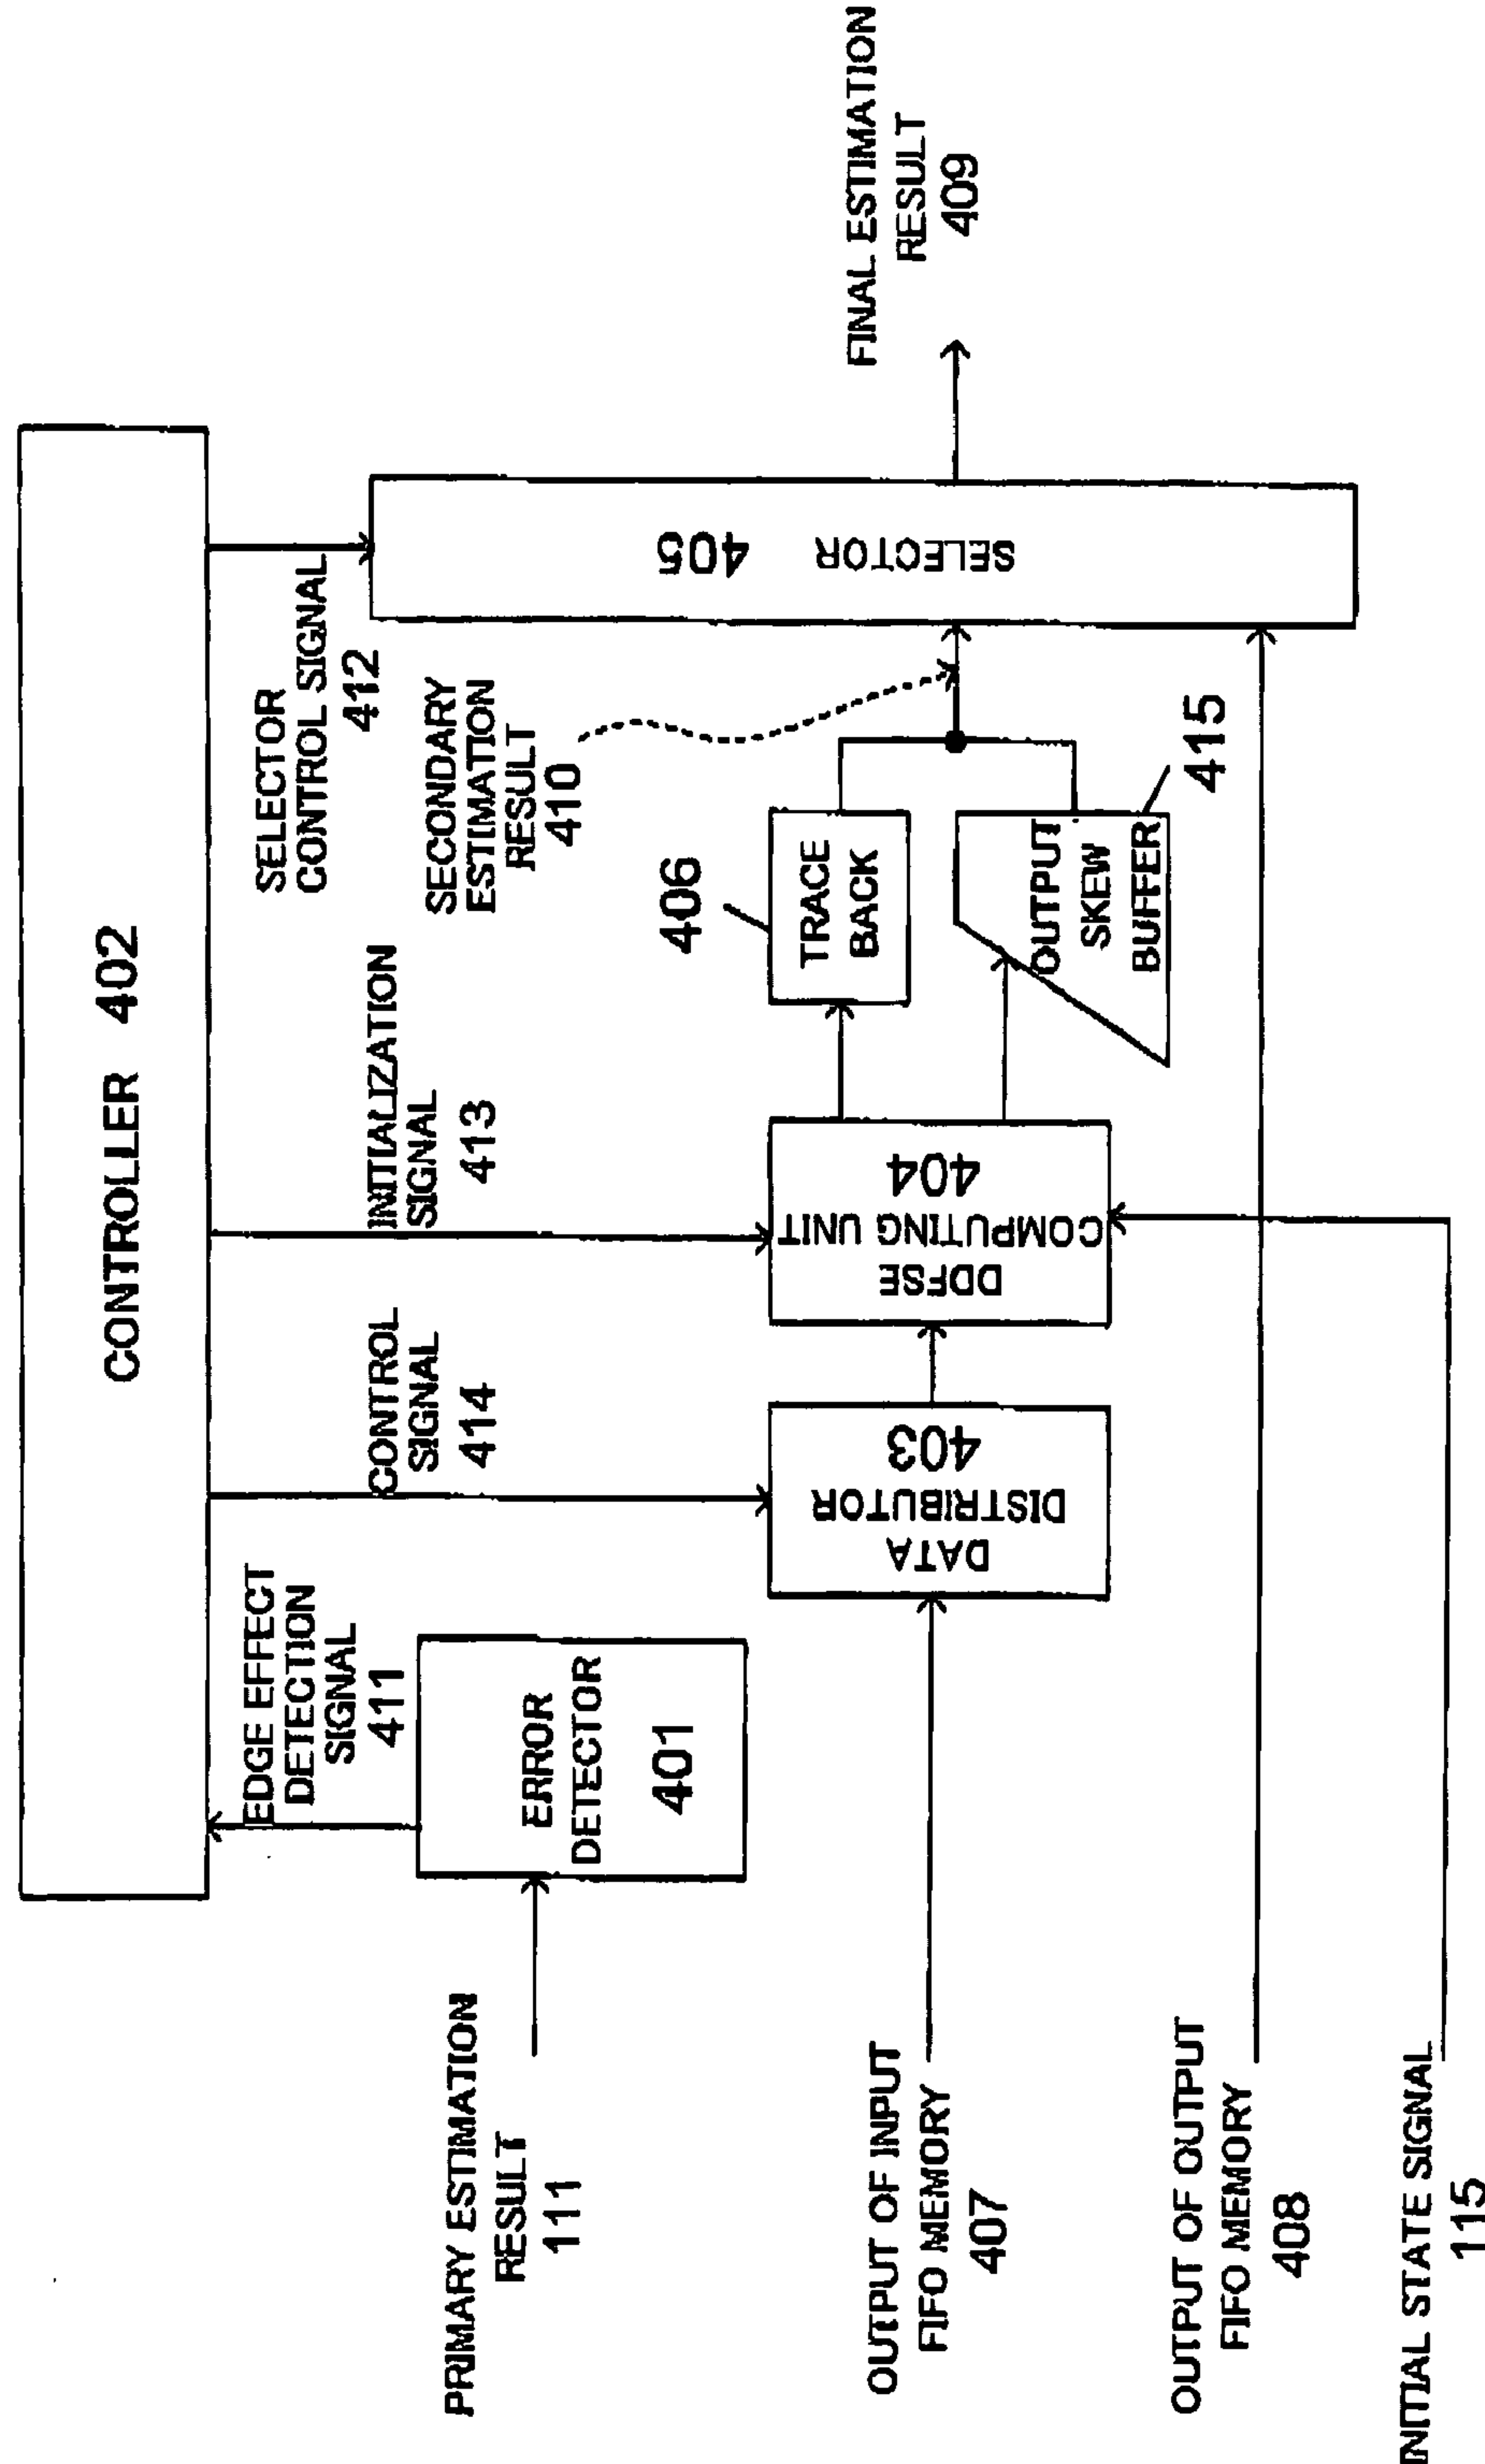 CONTROLLER 402
EDGE EFFECT
DETECTION
SIGNAL
411
CONTROL
SIGNAL
414
INITIALIZATION
SIGNAL
413
SELECTOR
CONTROL SIGNAL
412
PRIMARY ESTIMATION
RESULT
111
ERROR
DETECTOR
401
SECONDARY
ESTIMATION
RESULT
410
FINAL ESTIMATION
RESULT
409
OUTPUT OF INPUT
FIFO MEMORY
407
DATA
DISTRIBUTOR
403
DDFSE
COMPUTING UNIT
404
406
TRACE
BACK
OUTPUT
SKEW
BUFFER
415
SELECTOR 405
OUTPUT OF OUTPUT
FIFO MEMORY
408
INITIAL STATE SIGNAL
115